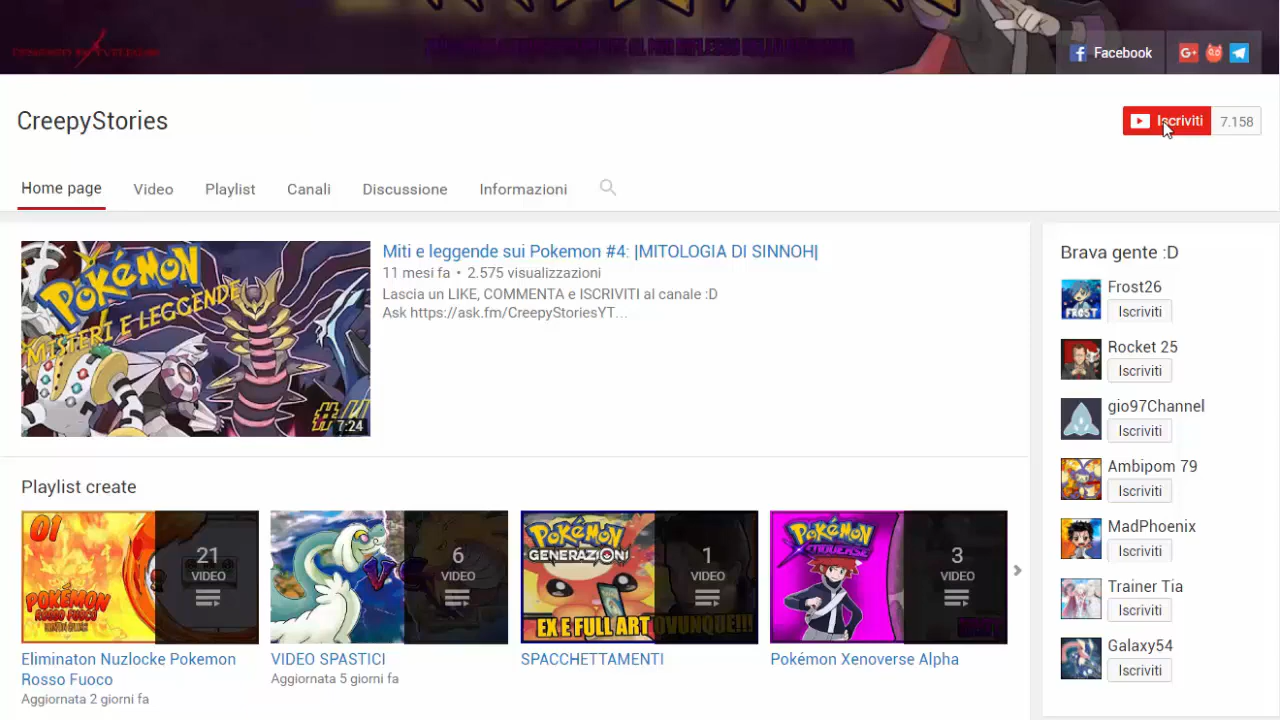 Facebook
CreepyStories
Iscriviti 7.158
Home page Video Playlist Canali Discussione Informazioni
Miti e leggende sui Pokemon #4: |MITOLOGIA DI SINNOH|
11 mesi fa • 2.575 visualizzazioni
Lascia un LIKE, COMMENTA e ISCRIVITI al canale :D
Ask https://ask.fm/CreepyStoriesYT…
POKÉMON
MISTERI E LEGGENDE
#4
7:24
Brava gente :D
Frost26
Iscriviti
FROST
Rocket 25
Iscriviti
gio97Channel
Iscriviti
Ambipom 79
Iscriviti
MadPhoenix
Iscriviti
Trainer Tia
Iscriviti
Galaxy54
Iscriviti
Playlist create
01
POKÉMON
ROSSO FUOCO
21
VIDEO
Eliminaton Nuzlocke Pokemon
Rosso Fuoco
Aggiornata 2 giorni fa
6
VIDEO
VIDEO SPASTICI
Aggiornata 5 giorni fa
POKÉMON
GENERAZIONI
EX E FULL ART OVUNQUE!!!
1
VIDEO
SPACCHETTAMENTI
POKÉMON
XENOVERSE
3
VIDEO
Pokémon Xenoverse Alpha